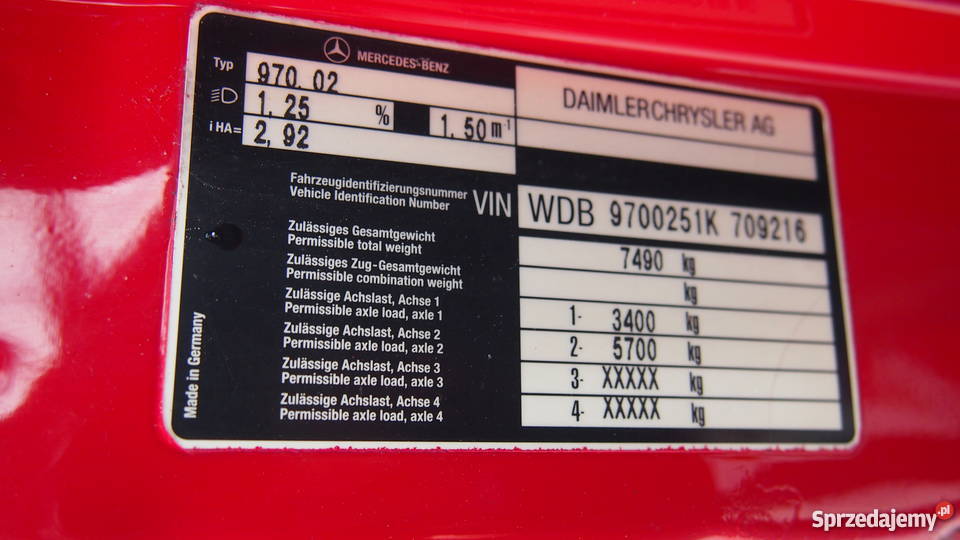 MERCEDES-BENZ
Typ 970. 02
1, 25 % 1. 50 m⁻¹
i HA= 2, 92
DAIMLERCHRYSLER AG
Fahrzeugidentifizierungsnummer
Vehicle Identification Number
VIN WDB 9700251K 709216
Zulässiges Gesamtgewicht
Permissible total weight
7490 kg
Zulässiges Zug-Gesamtgewicht
Permissible combination weight
kg
Zulässige Achslast, Achse 1
Permissible axle load, axle 1
1- 3400 kg
Zulässige Achslast, Achse 2
Permissible axle load, axle 2
2- 5700 kg
Zulässige Achslast, Achse 3
Permissible axle load, axle 3
3- XXXXX kg
Zulässige Achslast, Achse 4
Permissible axle load, axle 4
4- XXXXX kg
Made in Germany
Sprzedajemy.pl